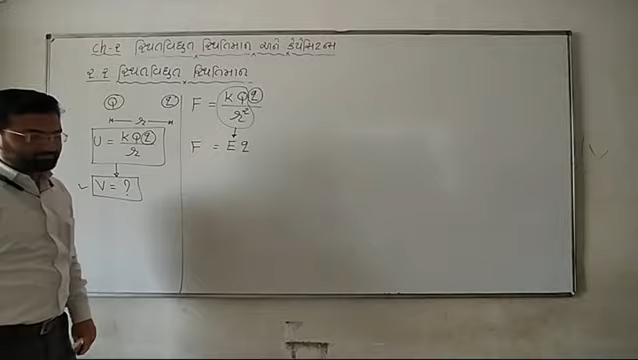 Ch-૨ સ્થિતવિદ્યુત સ્થિતિમાન અને કેપેસિટન્સ
૨.૨ સ્થિતવિદ્યુત સ્થિતિમાન
Q q
r
U = kQq / r
V = ?
F = kQq / r²
F = Eq